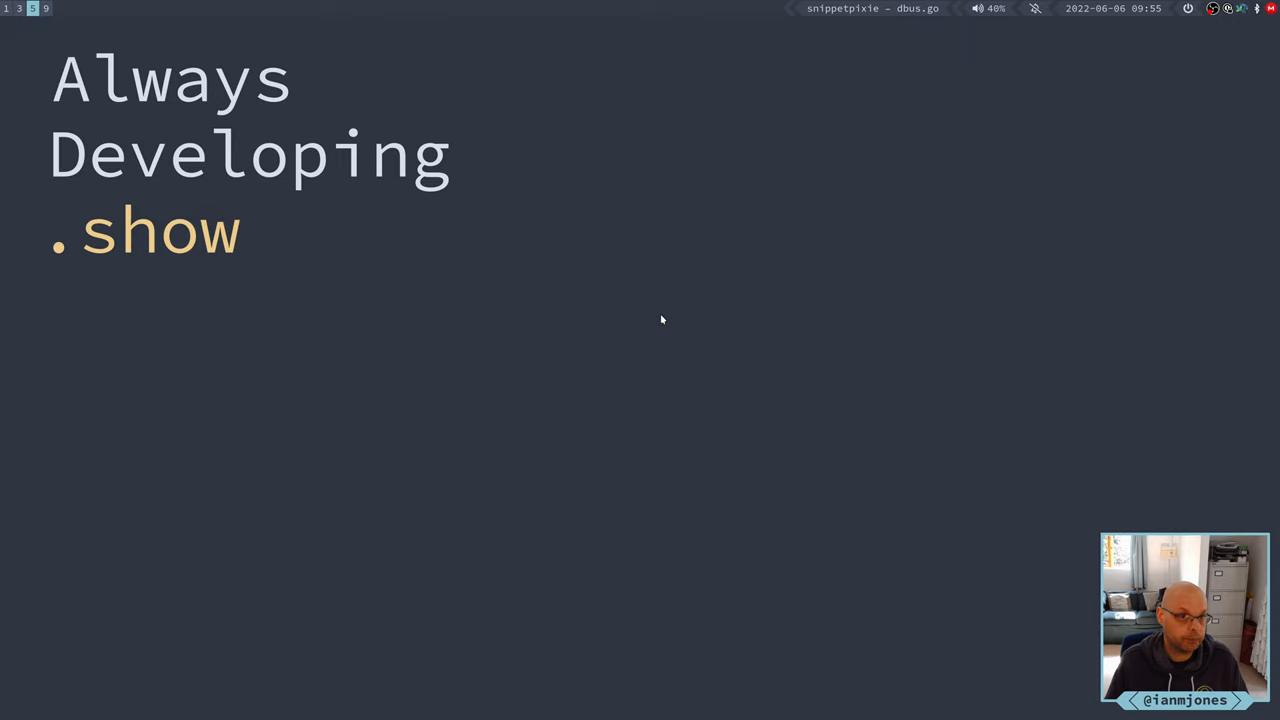 1 3 5 9
snippetpixie – dbus.go
40%
2022-06-06 09:55
Always
Developing
.show
@ianmjones